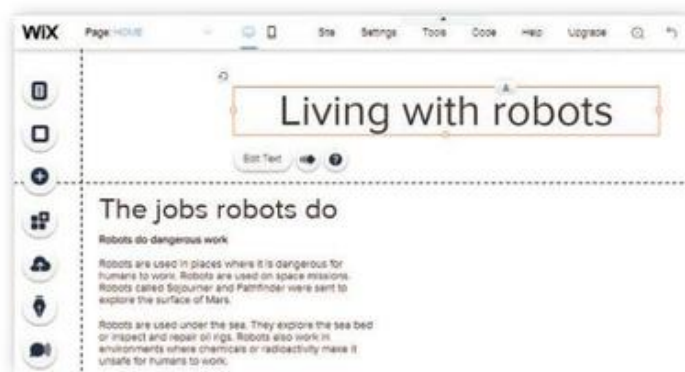 WiX Page: HOME Site Settings Tools Code Help Upgrade
A
Living with robots
Edit Text ?
The jobs robots do
Robots do dangerous work
Robots are used in places where it is dangerous for
humans to work. Robots are used on space missions.
Robots called Sojourner and Pathfinder were sent to
explore the surface of Mars.
Robots are used under the sea. They explore the sea bed
or inspect and repair oil rigs. Robots also work in
environments where chemicals or radioactivity make it
unsafe for humans to work.